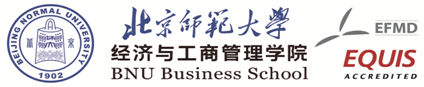 BEIJING NORMAL UNIVERSITY
1902
北京师范大学
经济与工商管理学院
BNU Business School
EFMD
EQUIS
ACCREDITED